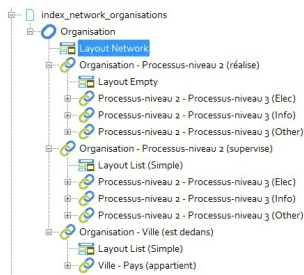 index_network_organisations
Organisation
Layout Network
Organisation - Processus-niveau 2 (réalise)
Layout Empty
Processus-niveau 2 - Processus-niveau 3 (Elec)
Processus-niveau 2 - Processus-niveau 3 (Info)
Processus-niveau 2 - Processus-niveau 3 (Other)
Organisation - Processus-niveau 2 (supervise)
Layout List (Simple)
Processus-niveau 2 - Processus-niveau 3 (Elec)
Processus-niveau 2 - Processus-niveau 3 (Info)
Processus-niveau 2 - Processus-niveau 3 (Other)
Organisation - Ville (est dedans)
Layout List (Simple)
Ville - Pays (appartient)